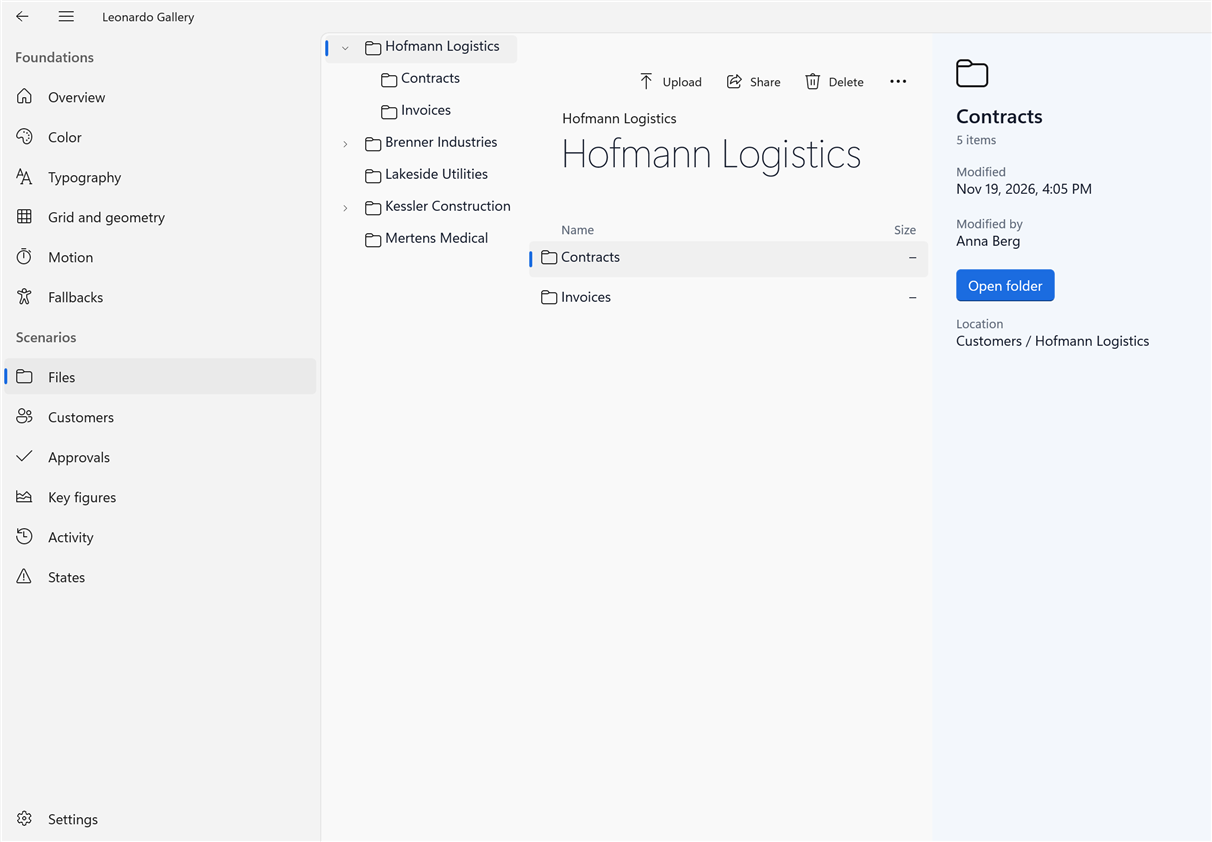 Leonardo Gallery
Foundations
Overview
Color
Typography
Grid and geometry
Motion
Fallbacks
Scenarios
Files
Customers
Approvals
Key figures
Activity
States
Settings
Hofmann Logistics
Contracts
Invoices
Brenner Industries
Lakeside Utilities
Kessler Construction
Mertens Medical
Upload Share Delete
Hofmann Logistics
Hofmann Logistics
Name Size
Contracts –
Invoices –
Contracts
5 items
Modified
Nov 19, 2026, 4:05 PM
Modified by
Anna Berg
Open folder
Location
Customers / Hofmann Logistics